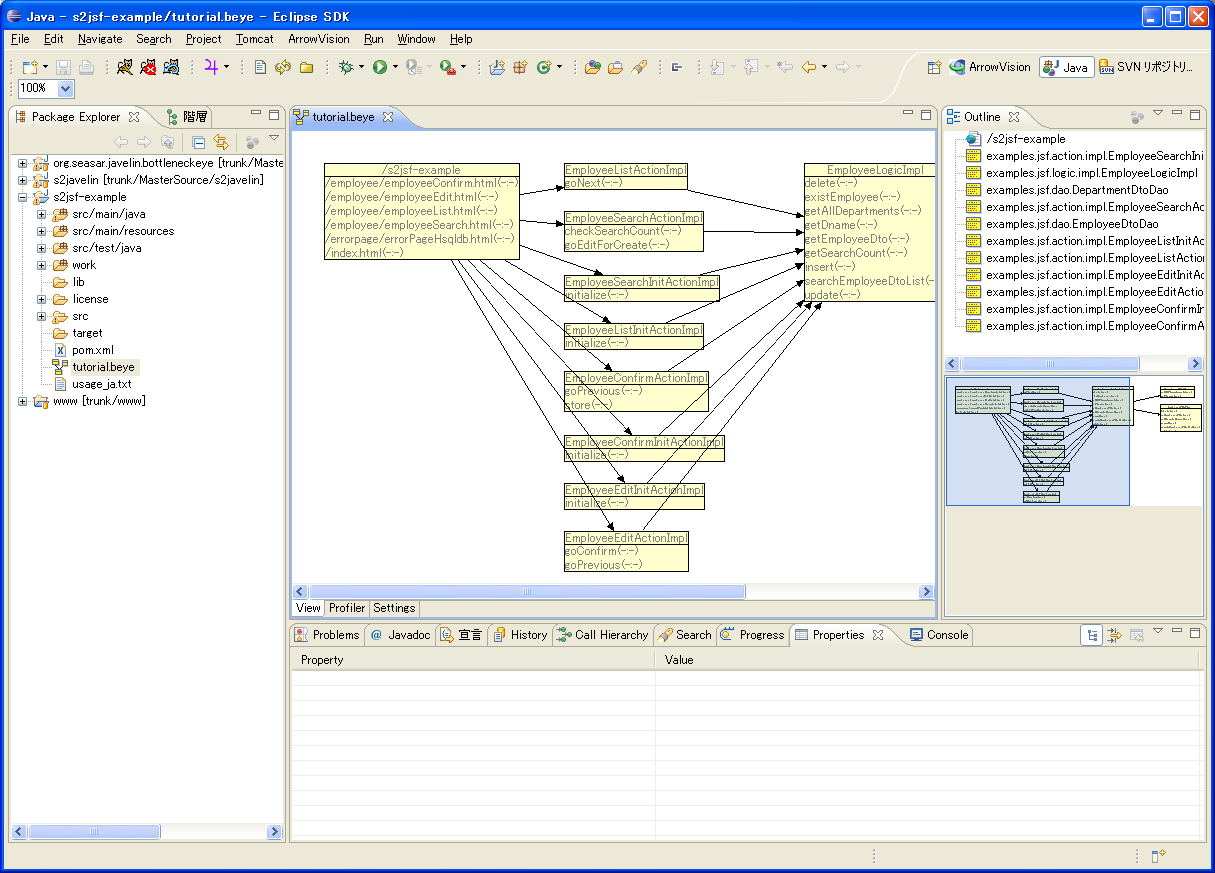 Java - s2jsf-example/tutorial.beye - Eclipse SDK
File Edit Navigate Search Project Tomcat ArrowVision Run Window Help
ArrowVision Java SVN リポジトリ...
100%
Package Explorer 階層
org.seasar.javelin.bottleneckeye [trunk/Maste
s2javelin [trunk/MasterSource/s2javelin]
s2jsf-example
src/main/java
src/main/resources
src/test/java
work
lib
license
src
target
pom.xml
tutorial.beye
usage_ja.txt
www [trunk/www]
tutorial.beye
/s2jsf-example
/employee/employeeConfirm.html(-:-)
/employee/employeeEdit.html(-:-)
/employee/employeeList.html(-:-)
/employee/employeeSearch.html(-:-)
/errorpage/errorPageHsqldb.html(-:-)
/index.html(-:-)
EmployeeListActionImpl
goNext(-:-)
EmployeeSearchActionImpl
checkSearchCount(-:-)
goEditForCreate(-:-)
EmployeeSearchInitActionImpl
initialize(-:-)
EmployeeListInitActionImpl
initialize(-:-)
EmployeeConfirmActionImpl
goPrevious(-:-)
store(-:-)
EmployeeConfirmInitActionImpl
initialize(-:-)
EmployeeEditInitActionImpl
initialize(-:-)
EmployeeEditActionImpl
goConfirm(-:-)
goPrevious(-:-)
EmployeeLogicImpl
delete(-:-)
existEmployee(-:-)
getAllDepartments(-:-)
getDname(-:-)
getEmployeeDto(-:-)
getSearchCount(-:-)
insert(-:-)
searchEmployeeDtoList(-
update(-:-)
View Profiler Settings
Outline
/s2jsf-example
examples.jsf.action.impl.EmployeeSearchIni
examples.jsf.logic.impl.EmployeeLogicImpl
examples.jsf.dao.DepartmentDtoDao
examples.jsf.action.impl.EmployeeSearchAc
examples.jsf.dao.EmployeeDtoDao
examples.jsf.action.impl.EmployeeListInitAc
examples.jsf.action.impl.EmployeeListAction
examples.jsf.action.impl.EmployeeEditInitAc
examples.jsf.action.impl.EmployeeEditAction
examples.jsf.action.impl.EmployeeConfirmIn
examples.jsf.action.impl.EmployeeConfirmA
Problems @ Javadoc 宣言 History Call Hierarchy Search Progress Properties Console
Property Value